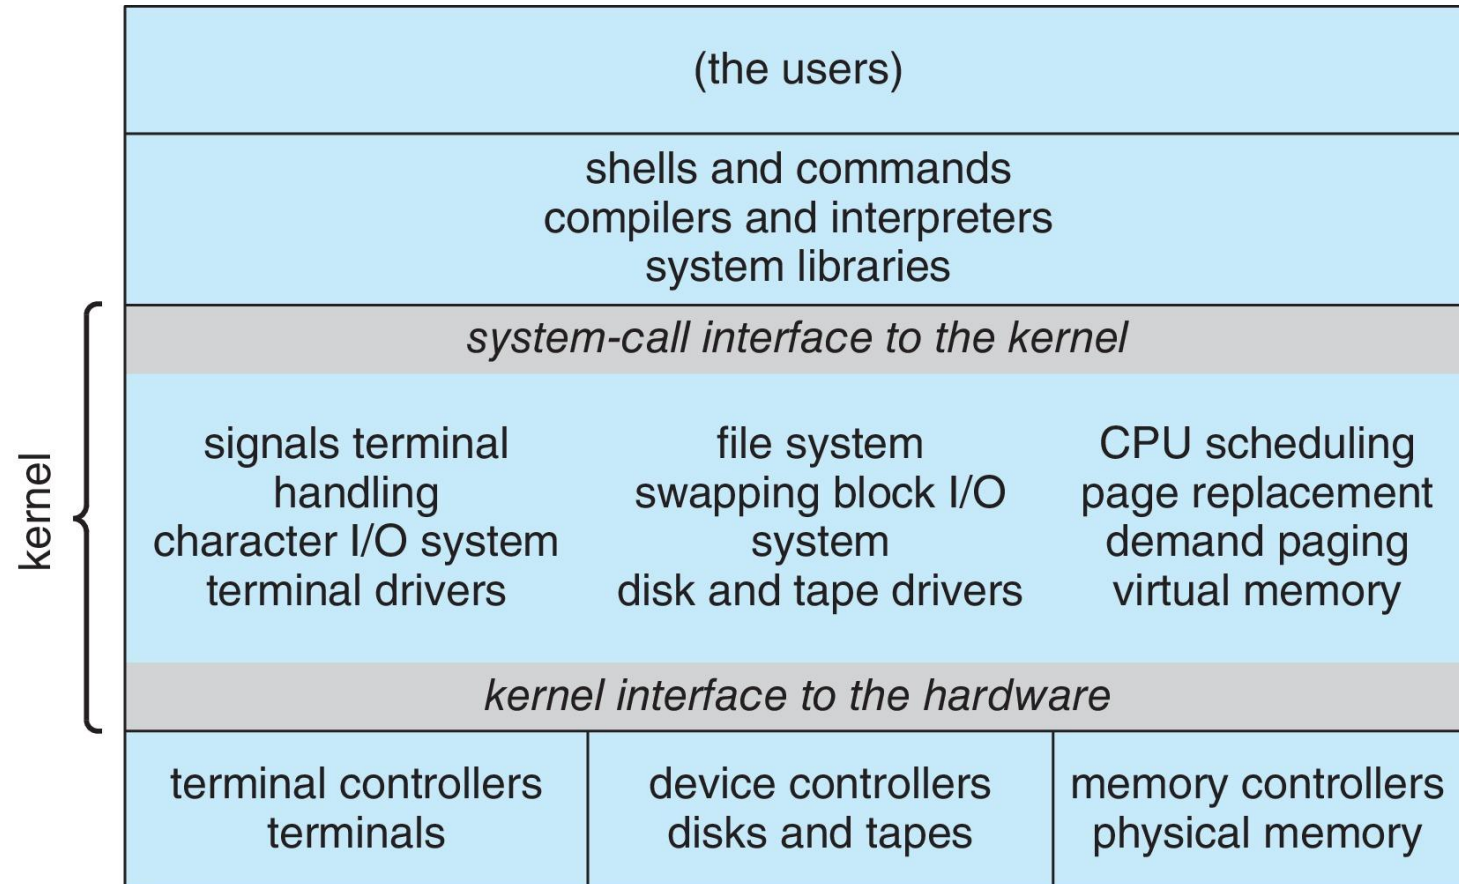 (the users)
shells and commands
compilers and interpreters
system libraries
kernel
system-call interface to the kernel
signals terminal
handling
character I/O system
terminal drivers
file system
swapping block I/O
system
disk and tape drivers
CPU scheduling
page replacement
demand paging
virtual memory
kernel interface to the hardware
terminal controllers
terminals
device controllers
disks and tapes
memory controllers
physical memory